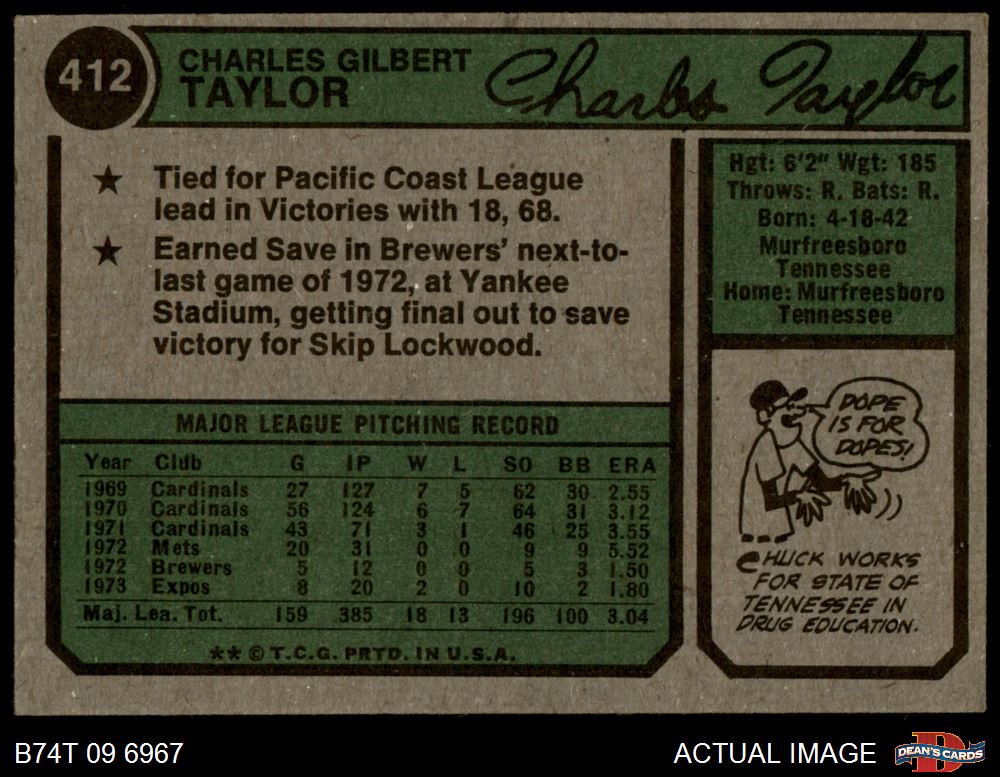 412
CHARLES GILBERT
TAYLOR
Charles Taylor
★ Tied for Pacific Coast League
lead in Victories with 18, 68.
★ Earned Save in Brewers' next-to-
last game of 1972, at Yankee
Stadium, getting final out to save
victory for Skip Lockwood.
Hgt: 6'2" Wgt: 185
Throws: R. Bats: R.
Born: 4-18-42
Murfreesboro
Tennessee
Home: Murfreesboro
Tennessee
MAJOR LEAGUE PITCHING RECORD
Year Club G IP W L SO BB ERA
1969 Cardinals 27 127 7 5 62 30 2.55
1970 Cardinals 56 124 6 7 64 31 3.12
1971 Cardinals 43 71 3 1 46 25 3.55
1972 Mets 20 31 0 0 9 9 5.52
1972 Brewers 5 12 0 0 5 3 1.50
1973 Expos 8 20 2 0 10 2 1.80
Maj. Lea. Tot. 159 385 18 13 196 100 3.04
** © T.C.G. PRTD. IN U.S.A.
DOPE
IS FOR
DOPES!
CHUCK WORKS
FOR STATE OF
TENNESSEE IN
DRUG EDUCATION.
B74T 09 6967
ACTUAL IMAGE
D
DEAN'S CARDS